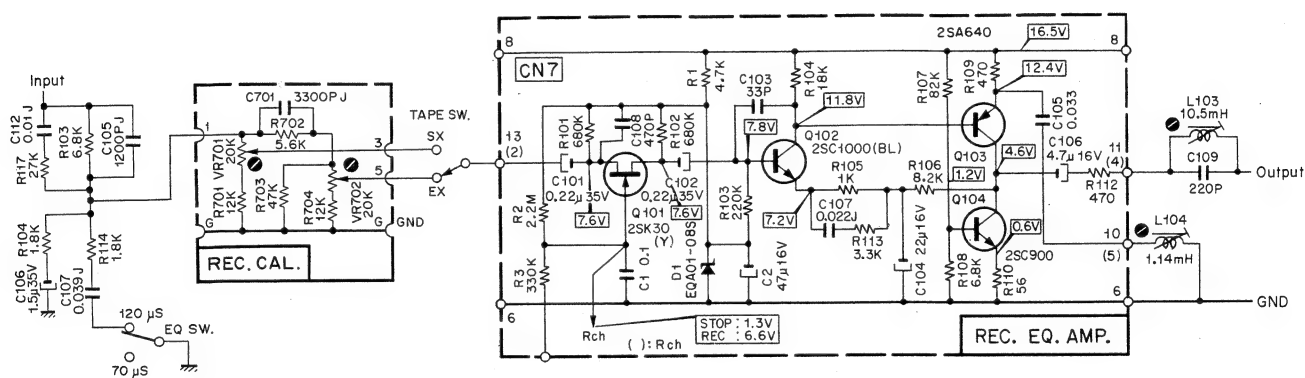 Input
C112
0.01J
R103
6.8K
C105
1200PJ
R117
27K
R104
1.8K
R114
1.8K
C106
1.5µ35V
C107
0.039J
120 µS
EQ SW.
70 µS
1
C701
3300PJ
R702
5.6K
VR701
20K
R701
12K
R703
47K
R704
12K
VR702
20K
3
5
G
G
GND
REC. CAL.
TAPE SW.
SX
EX
13
(2)
8
CN7
R101
680K
C108
470P
R102
680K
C101
0.22µ35V
7.6V
Q101
2SK30
(Y)
C102
0.22µ35V
7.6V
R2
2.2M
R3
330K
C1 0.1
Rch
STOP : 1.3V
REC : 6.6V
( ): Rch
6
R1
4.7K
C103
33P
R104
18K
7.8V
11.8V
Q102
2SC1000(BL)
R103
220K
D1
EQA01-08S
C2
47µ16V
7.2V
R105
1K
C107
0.022J
R113
3.3K
R106
8.2K
C104
22µ16V
2SA640
16.5V
8
R107
82K
R109
470
12.4V
C105
0.033
Q103
4.6V
C106
4.7µ16V
1.2V
Q104
0.6V
2SC900
R108
6.8K
R110
56
R112
470
11
(4)
10
(5)
6
L103
10.5mH
C109
220P
Output
L104
1.14mH
GND
REC. EQ. AMP.